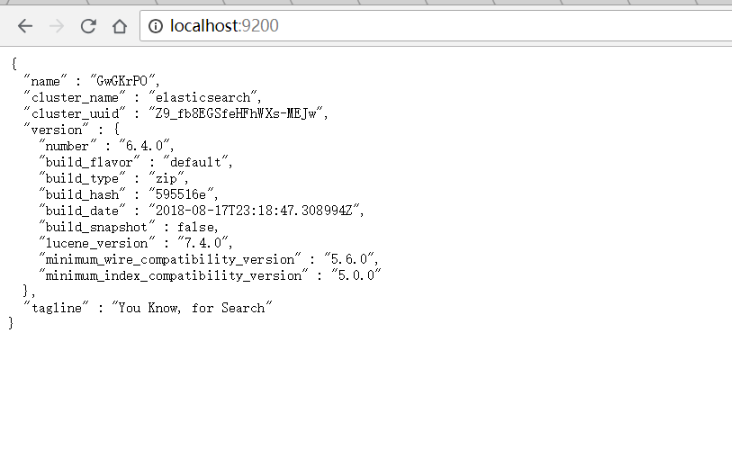 localhost:9200
{
  "name" : "GwGKrPO",
  "cluster_name" : "elasticsearch",
  "cluster_uuid" : "Z9_fb8EGSfeHFhWXs-MEJw",
  "version" : {
    "number" : "6.4.0",
    "build_flavor" : "default",
    "build_type" : "zip",
    "build_hash" : "595516e",
    "build_date" : "2018-08-17T23:18:47.308994Z",
    "build_snapshot" : false,
    "lucene_version" : "7.4.0",
    "minimum_wire_compatibility_version" : "5.6.0",
    "minimum_index_compatibility_version" : "5.0.0"
  },
  "tagline" : "You Know, for Search"
}